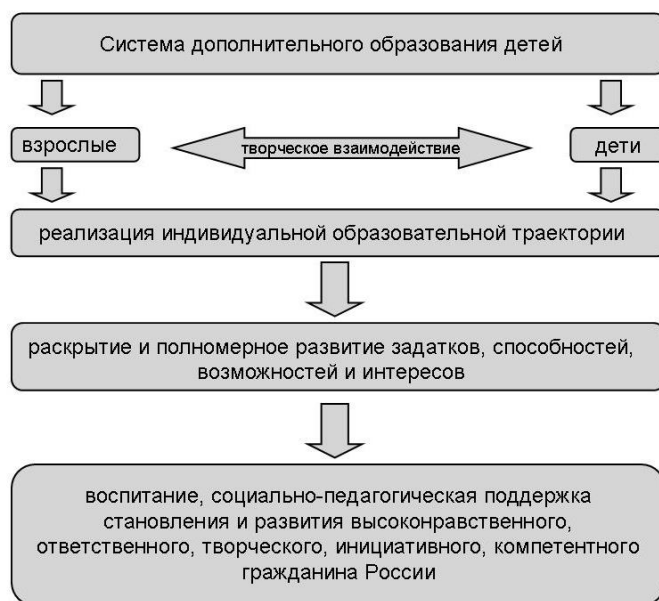 Система дополнительного образования детей
взрослые
творческое взаимодействие
дети
реализация индивидуальной образовательной траектории
раскрытие и полномерное развитие задатков, способностей,
возможностей и интересов
воспитание, социально-педагогическая поддержка
становления и развития высоконравственного,
ответственного, творческого, инициативного, компетентного
гражданина России